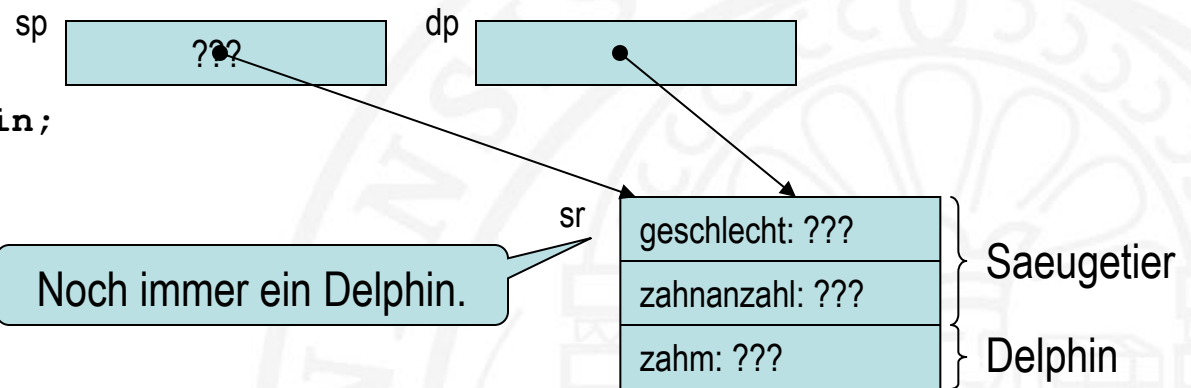 sp
???
dp
in;
sr
geschlecht: ???
zahnanzahl: ???
zahm: ???
Saeugetier
Delphin
Noch immer ein Delphin.